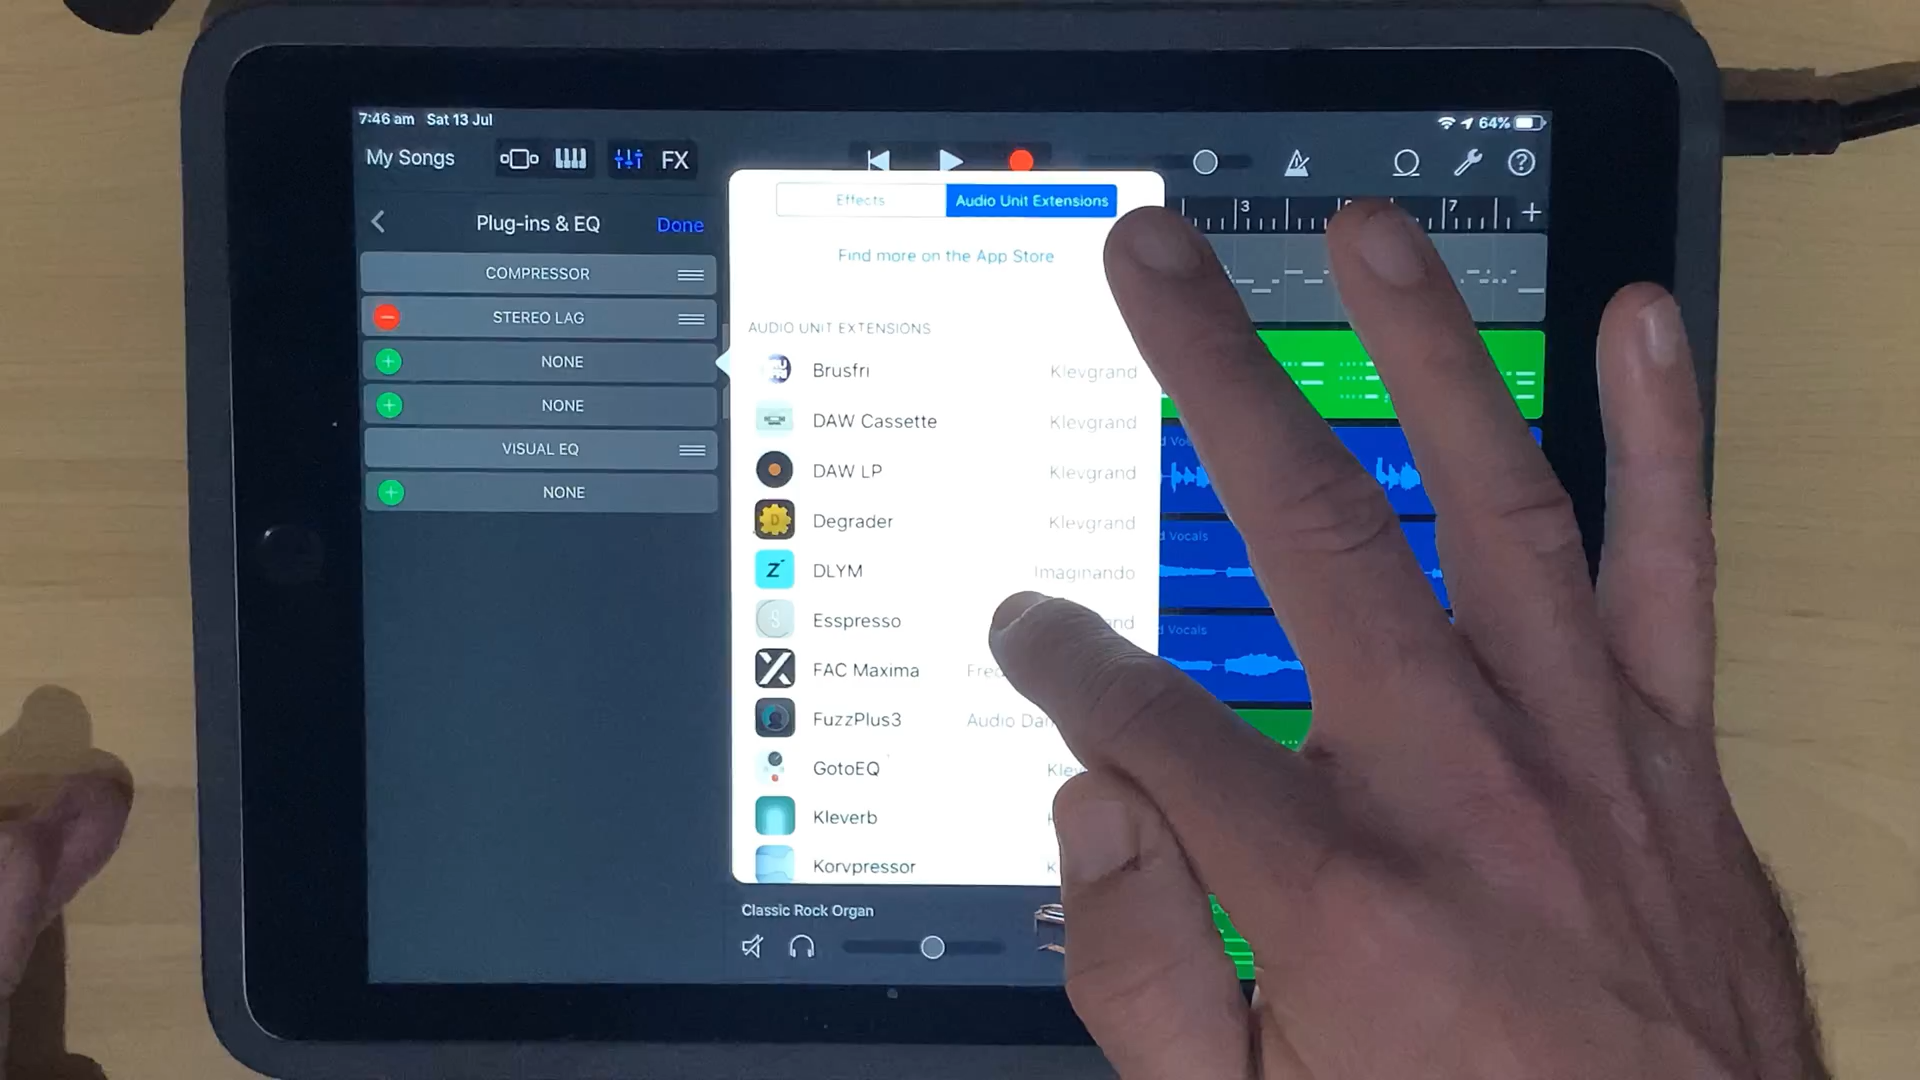 7:46 am Sat 13 Jul
64%
My Songs
FX
Plug-ins & EQ
Done
COMPRESSOR
STEREO LAG
NONE
NONE
VISUAL EQ
NONE
Effects
Audio Unit Extensions
Find more on the App Store
AUDIO UNIT EXTENSIONS
Brusfri Klevgrand
DAW Cassette Klevgrand
DAW LP Klevgrand
Degrader Klevgrand
DLYM Imaginando
Esspresso
FAC Maxima
FuzzPlus3 Audio
GotoEQ
Kleverb
Korvpressor
3
7
Vocals
Vocals
Classic Rock Organ